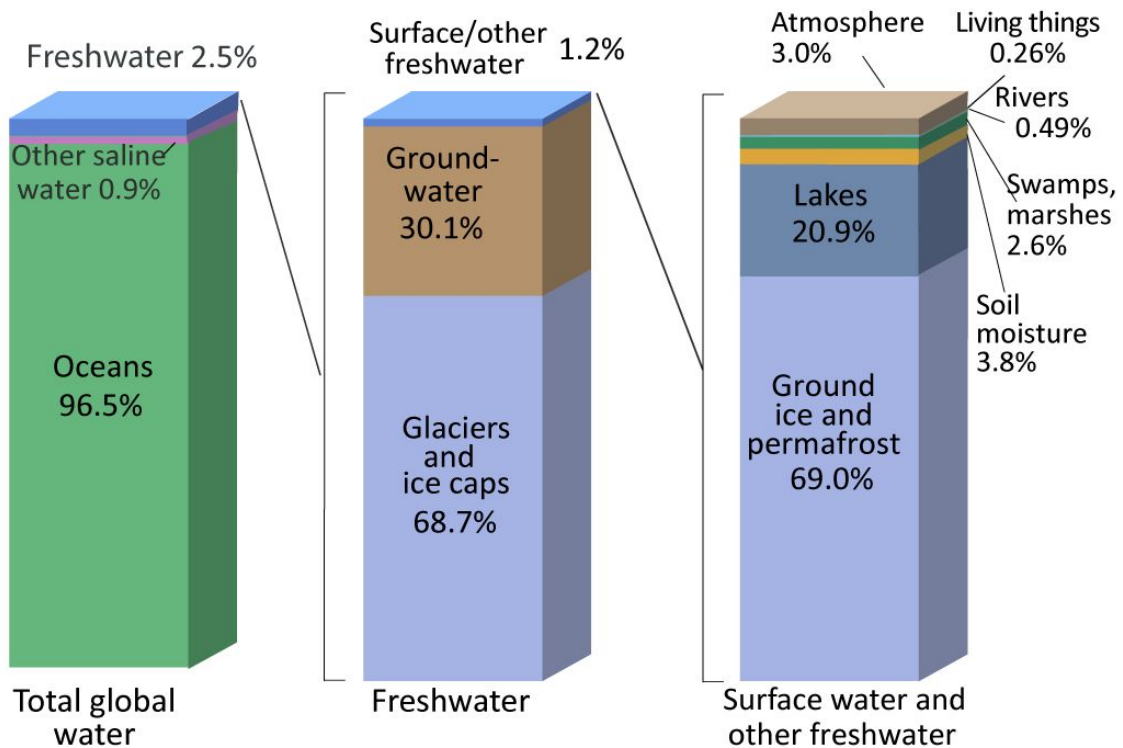 Freshwater 2.5%
Other saline
water 0.9%
Oceans
96.5%
Total global
water
Surface/other
freshwater
1.2%
Ground-
water
30.1%
Glaciers
and
ice caps
68.7%
Freshwater
Atmosphere
3.0%
Living things
0.26%
Rivers
0.49%
Swamps,
marshes
2.6%
Soil
moisture
3.8%
Lakes
20.9%
Ground
ice and
permafrost
69.0%
Surface water and
other freshwater